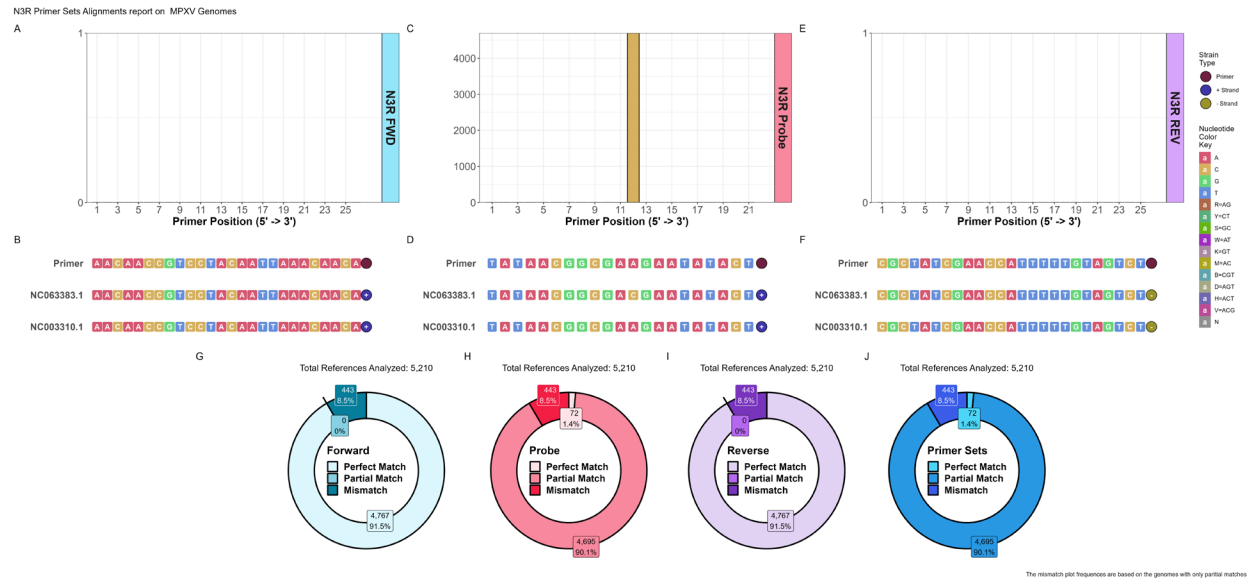 N3R Primer Sets Alignments report on MPXV Genomes
A
1
0
1 3 5 7 9 11 13 15 17 19 21 23 25
Primer Position (5' -> 3')
N3R FWD
C
4000
3000
2000
1000
0
1 3 5 7 9 11 13 15 17 19 21
Primer Position (5' -> 3')
N3R Probe
E
1
0
1 3 5 7 9 11 13 15 17 19 21 23 25
Primer Position (5' -> 3')
N3R REV
Strain
Type
Primer
+ Strand
- Strand
Nucleotide
Color
Key
a A
a C
a G
a T
a R=AG
a Y=CT
a S=GC
a W=AT
a K=GT
a M=AC
a B=CGT
a D=AGT
a H=ACT
a V=ACG
a N
B
Primer AACAACCGTCCTACAATTAAACAACA
NC063383.1 AACAACCGTCCTACAATTAAACAACA +
NC003310.1 AACAACCGTCCTACAATTAAACAACA +
D
Primer TATAACGGCGAAGAATATACT
NC063383.1 TATAACGGCGACGAATATACT +
NC003310.1 TATAACGGCGAAGAATATACT +
F
Primer CGCTATCGAACCATTTTTGTAGTCT
NC063383.1 CGCTATCGAACCATTTTTGTAGTCT -
NC003310.1 CGCTATCGAACCATTTTTGTAGTCT -
G
Total References Analyzed: 5,210
443
8.5%
0
0%
Forward
Perfect Match
Partial Match
Mismatch
4,767
91.5%
H
Total References Analyzed: 5,210
443
8.5%
72
1.4%
Probe
Perfect Match
Partial Match
Mismatch
4,695
90.1%
I
Total References Analyzed: 5,210
443
8.5%
0
0%
Reverse
Perfect Match
Partial Match
Mismatch
4,767
91.5%
J
Total References Analyzed: 5,210
443
8.5%
72
1.4%
Primer Sets
Perfect Match
Partial Match
Mismatch
4,695
90.1%
The mismatch plot frequencies are based on the genomes with only paritial matches